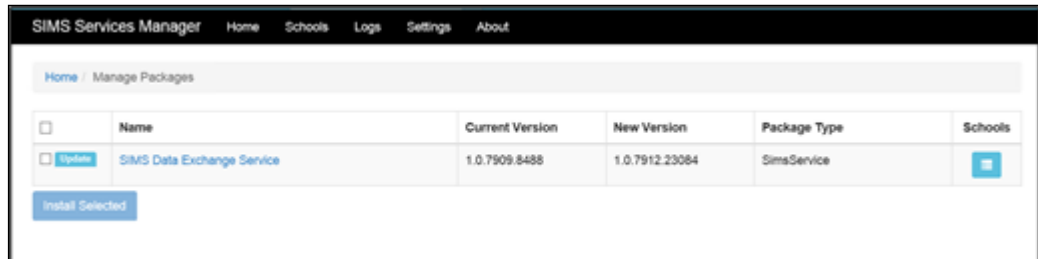 SIMS Services Manager Home Schools Logs Settings About
Home / Manage Packages
Name Current Version New Version Package Type Schools
Update SIMS Data Exchange Service 1.0.7909.8488 1.0.7912.23084 SimsService
Install Selected